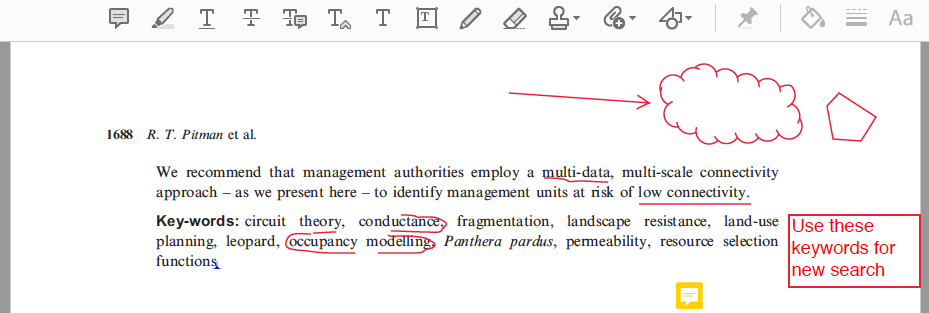 Aa
1688 R. T. Pitman et al.
We recommend that management authorities employ a multi-data, multi-scale connectivity
approach – as we present here – to identify management units at risk of low connectivity.
Key-words: circuit theory, conductance, fragmentation, landscape resistance, land-use
planning, leopard, occupancy modelling, Panthera pardus, permeability, resource selection
functions
Use these
keywords for
new search